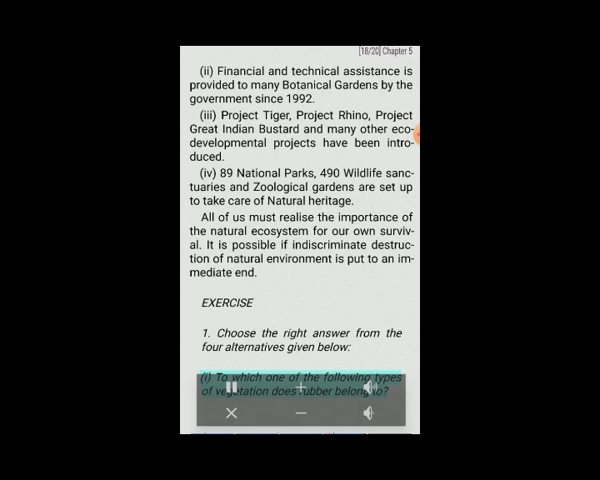 [18/20] Chapter 5
(ii) Financial and technical assistance is
provided to many Botanical Gardens by the
government since 1992.
(iii) Project Tiger, Project Rhino, Project
Great Indian Bustard and many other eco-
developmental projects have been intro-
duced.
(iv) 89 National Parks, 490 Wildlife sanc-
tuaries and Zoological gardens are set up
to take care of Natural heritage.
All of us must realise the importance of
the natural ecosystem for our own surviv-
al. It is possible if indiscriminate destruc-
tion of natural environment is put to an im-
mediate end.
EXERCISE
1. Choose the right answer from the
four alternatives given below:
(i) To which one of the following types
of vegetation does rubber belong to?